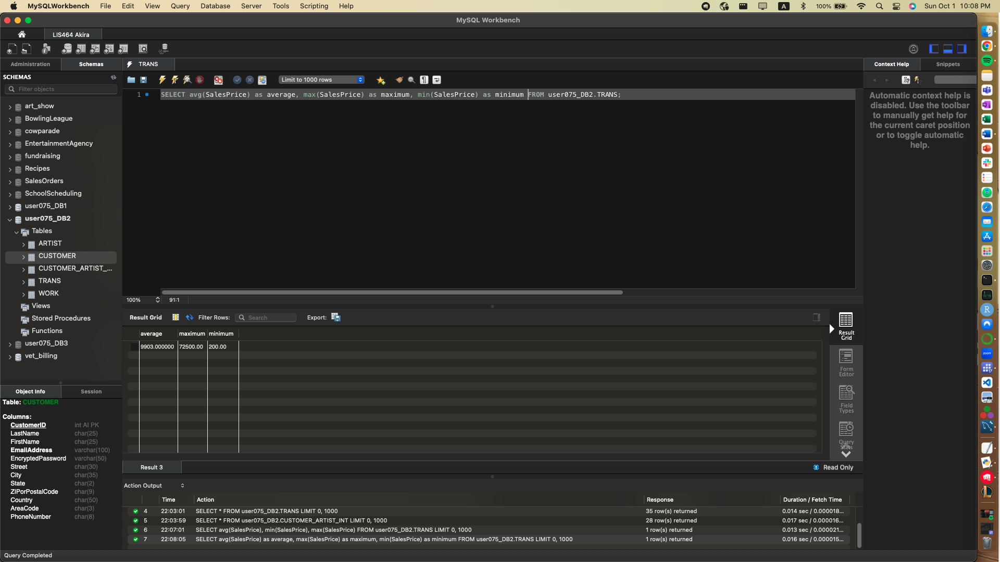 MySQLWorkbench File Edit View Query Database Server Tools Scripting Help A 100% Sun Oct 1 10:08 PM
MySQL Workbench
LIS464 Akira
Administration Schemas TRANS Context Help Snippets
SCHEMAS
Limit to 1000 rows
Filter objects
1 SELECT avg(SalesPrice) as average, max(SalesPrice) as maximum, min(SalesPrice) as minimum FROM user075_DB2.TRANS;
Automatic context help is
disabled. Use the toolbar
to manually get help for
the current caret position
or to toggle automatic
help.
art_show
BowlingLeague
cowparade
EntertainmentAgency
fundraising
Recipes
SalesOrders
SchoolScheduling
user075_DB1
user075_DB2
Tables
ARTIST
CUSTOMER
CUSTOMER_ARTIST_...
TRANS
WORK
Views
Stored Procedures
Functions
user075_DB3
vet_billing
100% 91:1
Result Grid Filter Rows: Search Export:
average maximum minimum
9903.000000 72500.00 200.00
Result
Grid
Form
Editor
Field
Types
Query
Stats
Result 3
Read Only
Object Info Session
Table: CUSTOMER
Columns:
CustomerID int AI PK
LastName char(25)
FirstName char(25)
EmailAddress varchar(100)
EncryptedPassword varchar(50)
Street char(30)
City char(35)
State char(2)
ZIPorPostalCode char(9)
Country char(50)
AreaCode char(3)
PhoneNumber char(8)
Action Output
Time Action Response Duration / Fetch Time
4 22:03:01 SELECT * FROM user075_DB2.TRANS LIMIT 0, 1000 35 row(s) returned 0.014 sec / 0.000018...
5 22:03:59 SELECT * FROM user075_DB2.CUSTOMER_ARTIST_INT LIMIT 0, 1000 28 row(s) returned 0.017 sec / 0.000016...
6 22:07:01 SELECT avg(SalesPrice), min(SalesPrice), max(SalesPrice) FROM user075_DB2.TRANS LIMIT 0, 1000 1 row(s) returned 0.013 sec / 0.000021...
7 22:08:05 SELECT avg(SalesPrice) as average, max(SalesPrice) as maximum, min(SalesPrice) as minimum FROM user075_DB2.TRANS LIMIT 0, 1000 1 row(s) returned 0.016 sec / 0.000015...
Query Completed
zoom